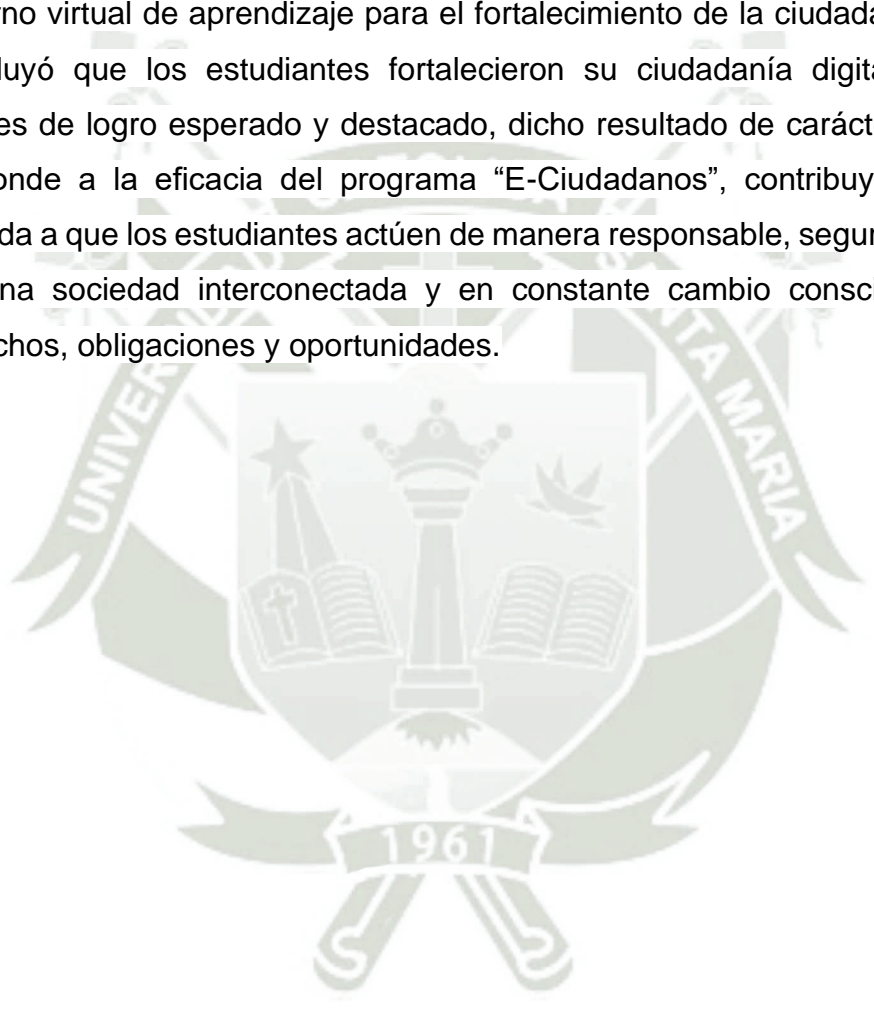 rno virtual de aprendizaje para el fortalecimiento de la ciudada
luyó que los estudiantes fortalecieron su ciudadanía digita
es de logro esperado y destacado, dicho resultado de caráct
onde a la eficacia del programa “E-Ciudadanos”, contribuy
da a que los estudiantes actúen de manera responsable, segur
na sociedad interconectada y en constante cambio consci
chos, obligaciones y oportunidades.
UNIVER
NTA MARIA
1961